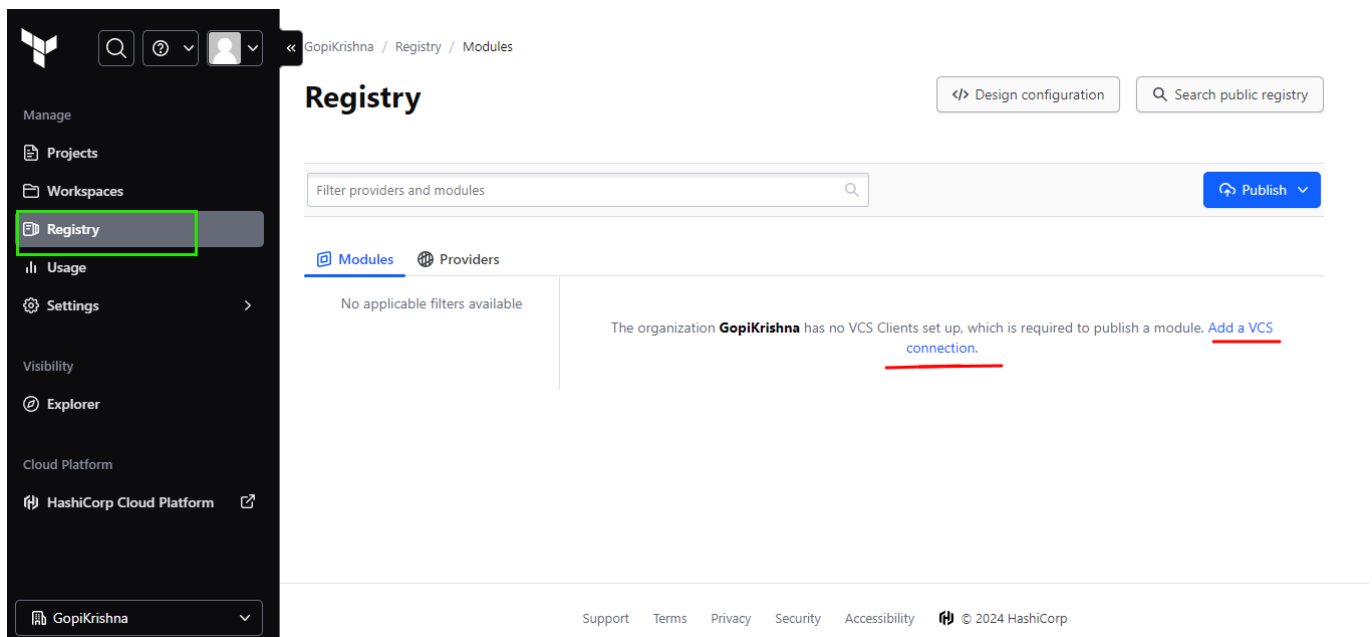 GopiKrishna / Registry / Modules
Registry
</> Design configuration
Search public registry
Manage
Projects
Workspaces
Registry
Usage
Settings
Visibility
Explorer
Cloud Platform
HashiCorp Cloud Platform
GopiKrishna
Filter providers and modules
Publish
Modules
Providers
No applicable filters available
The organization GopiKrishna has no VCS Clients set up, which is required to publish a module. Add a VCS
connection.
Support Terms Privacy Security Accessibility © 2024 HashiCorp